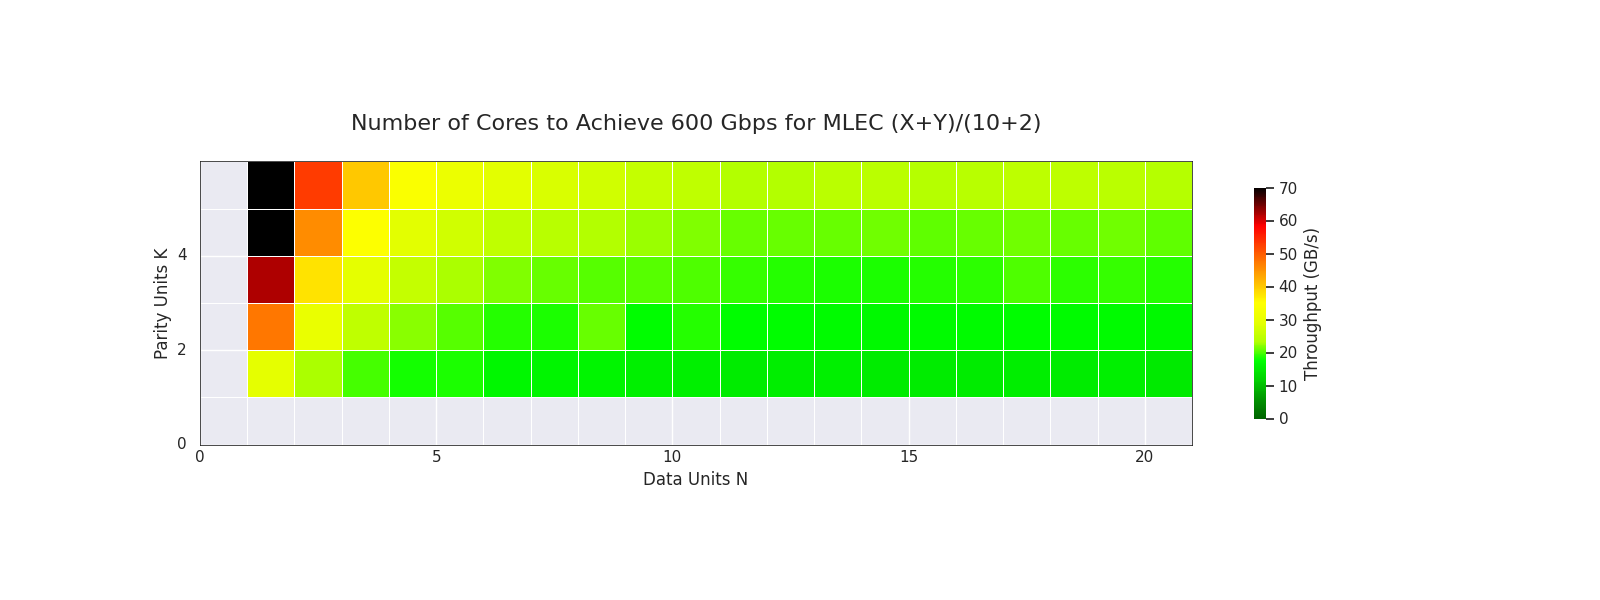 Number of Cores to Achieve 600 Gbps for MLEC (X+Y)/(10+2)
Parity Units K
4
2
0
0 5 10 15 20
Data Units N
70
60
50
40
30
20
10
0
Throughput (GB/s)